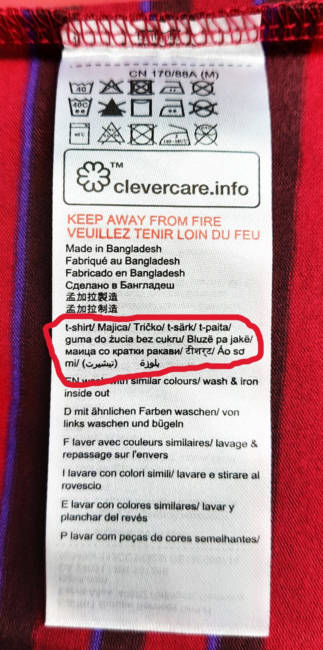 CN 170/88A (M)
40
40C
TM
clevercare.info
KEEP AWAY FROM FIRE
VEUILLEZ TENIR LOIN DU FEU
Made in Bangladesh
Fabriqué au Bangladesh
Fabricado en Bangladesh
Сделано в Бангладеш
孟加拉製造
孟加拉制造
t-shirt/ Majica/ Tričko/ t-särk/ t-paita/
guma do żucia bez cukru/ Bluzë pa jakë/
маица со кратки ракави/ टीशर्ट/ Áo sơ
mi/ (تيشيرت) بلوزة
EN wash with similar colours/ wash & iron
inside out
D mit ähnlichen Farben waschen/ von
links waschen und bügeln
F laver avec couleurs similaires/ lavage &
repassage sur l'envers
I lavare con colori simili/ lavare e stirare al
rovescio
E lavar con colores similares/ lavar y
planchar del revés
P lavar com peças de cores semelhantes/